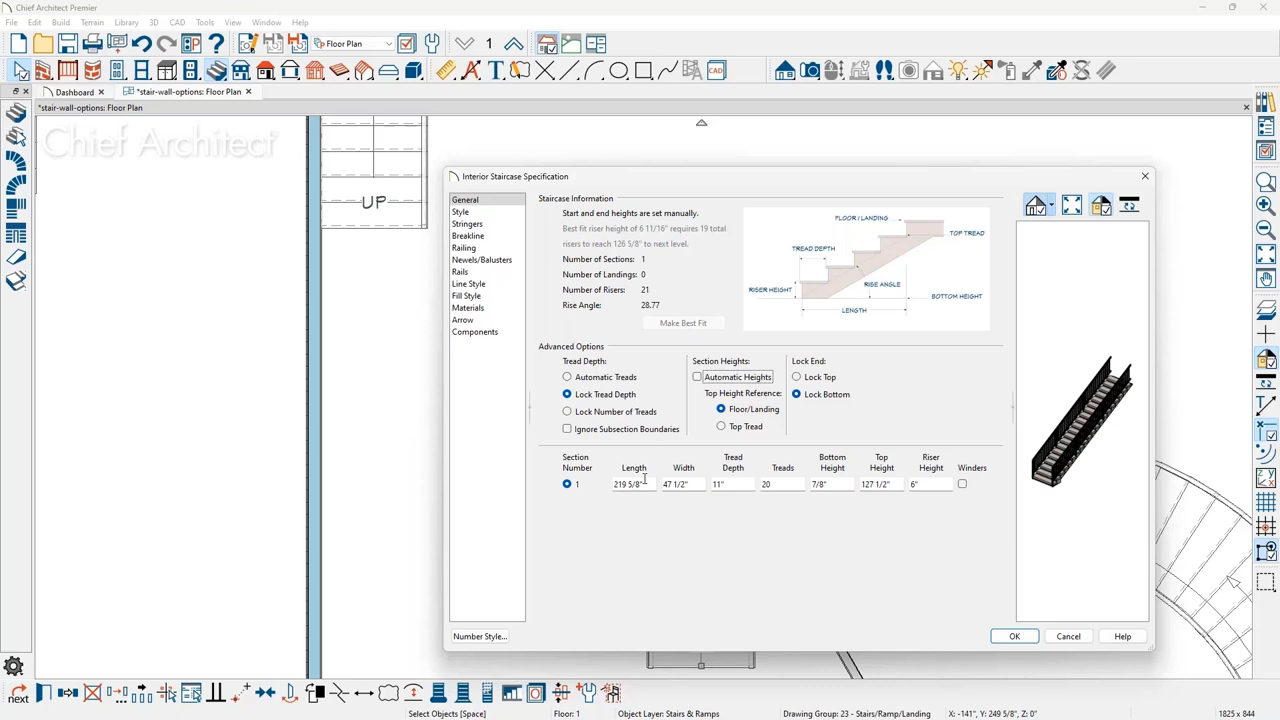 Chief Architect Premier
File Edit Build Terrain Library 3D CAD Tools View Window Help
Floor Plan 1
CAD
Dashboard *stair-wall-options: Floor Plan
*stair-wall-options: Floor Plan
Chief Architect
UP
Interior Staircase Specification
General
Style
Stringers
Breakline
Railing
Newels/Balusters
Rails
Line Style
Fill Style
Materials
Arrow
Components
Staircase Information
Start and end heights are set manually.
Best fit riser height of 6 11/16" requires 19 total
risers to reach 126 5/8" to next level.
Number of Sections: 1
Number of Landings: 0
Number of Risers: 21
Rise Angle: 28.77
Make Best Fit
FLOOR / LANDING
TOP TREAD
TREAD DEPTH
RISER HEIGHT
RISE ANGLE
BOTTOM HEIGHT
LENGTH
Advanced Options
Tread Depth:
Automatic Treads
Lock Tread Depth
Lock Number of Treads
Ignore Subsection Boundaries
Section Heights:
Automatic Heights
Top Height Reference:
Floor/Landing
Top Tread
Lock End:
Lock Top
Lock Bottom
Section Number Length Width Tread Depth Treads Bottom Height Top Height Riser Height Winders
1 219 5/8" 47 1/2" 11" 20 7/8" 127 1/2" 6"
Number Style... OK Cancel Help
next
Select Objects [Space] Floor: 1 Object Layer: Stairs & Ramps Drawing Group: 23 - Stairs/Ramp/Landing X: -141", Y: 249 5/8", Z: 0" 1825 x 844